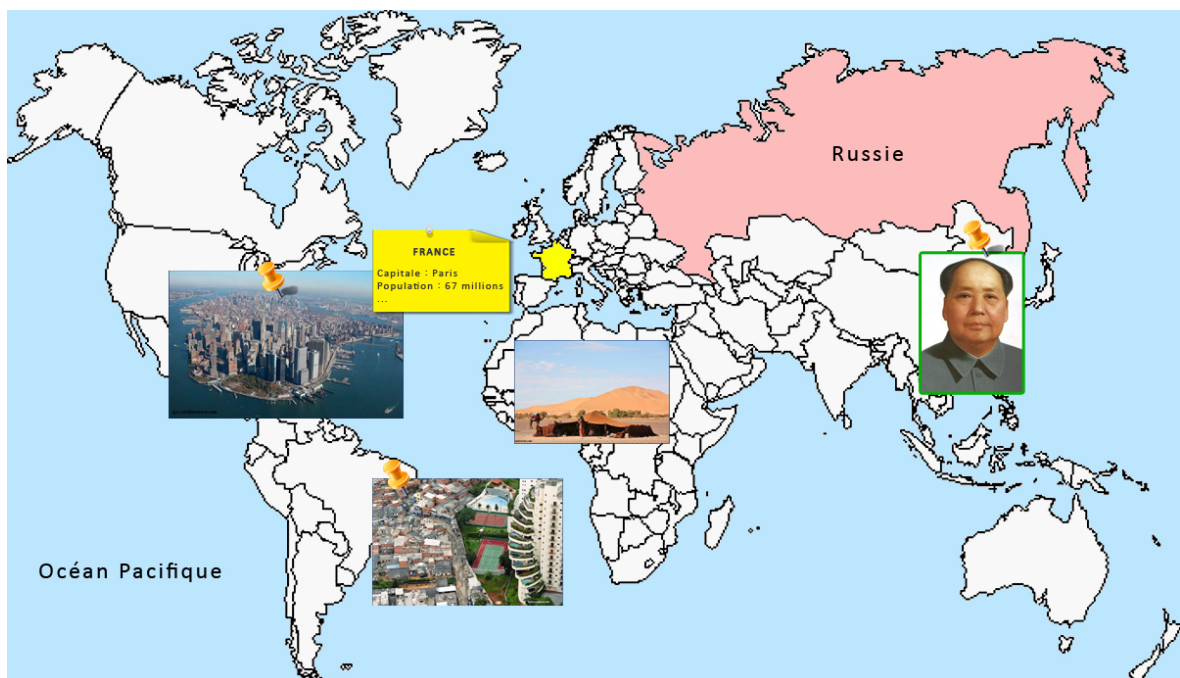 Russie
FRANCE
Capitale : Paris
Population : 67 millions
...
Océan Pacifique